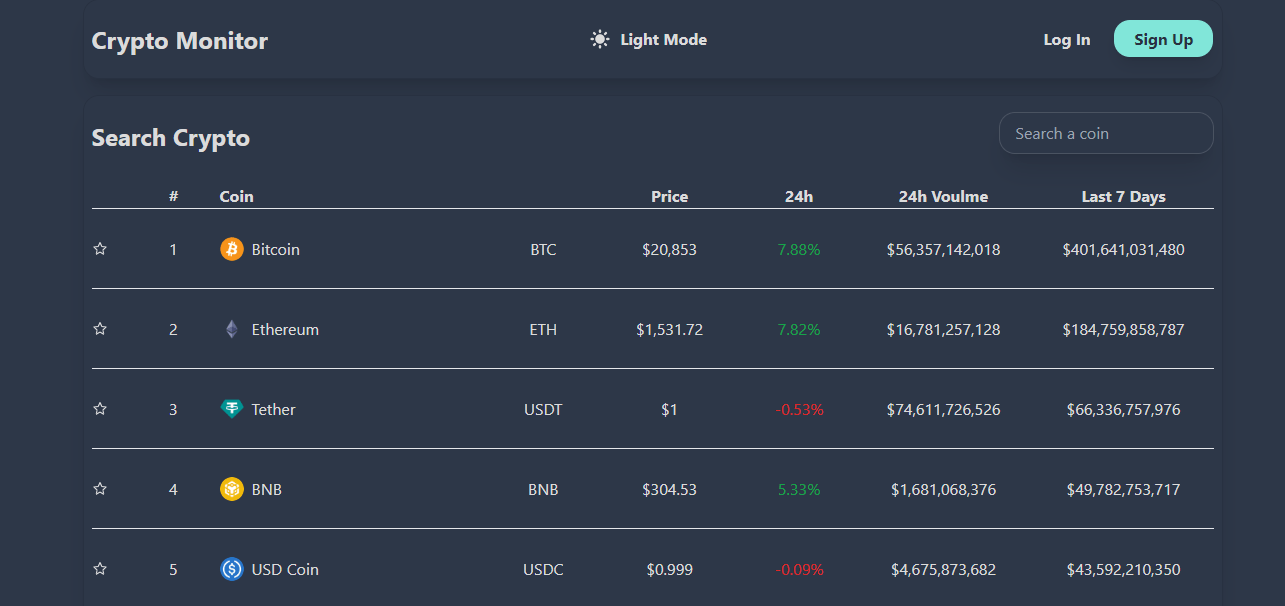 Crypto Monitor Light Mode Log In Sign Up
Search Crypto Search a coin
# Coin Price 24h 24h Voulme Last 7 Days
1 Bitcoin BTC $20,853 7.88% $56,357,142,018 $401,641,031,480
2 Ethereum ETH $1,531.72 7.82% $16,781,257,128 $184,759,858,787
3 Tether USDT $1 -0.53% $74,611,726,526 $66,336,757,976
4 BNB BNB $304.53 5.33% $1,681,068,376 $49,782,753,717
5 USD Coin USDC $0.999 -0.09% $4,675,873,682 $43,592,210,350